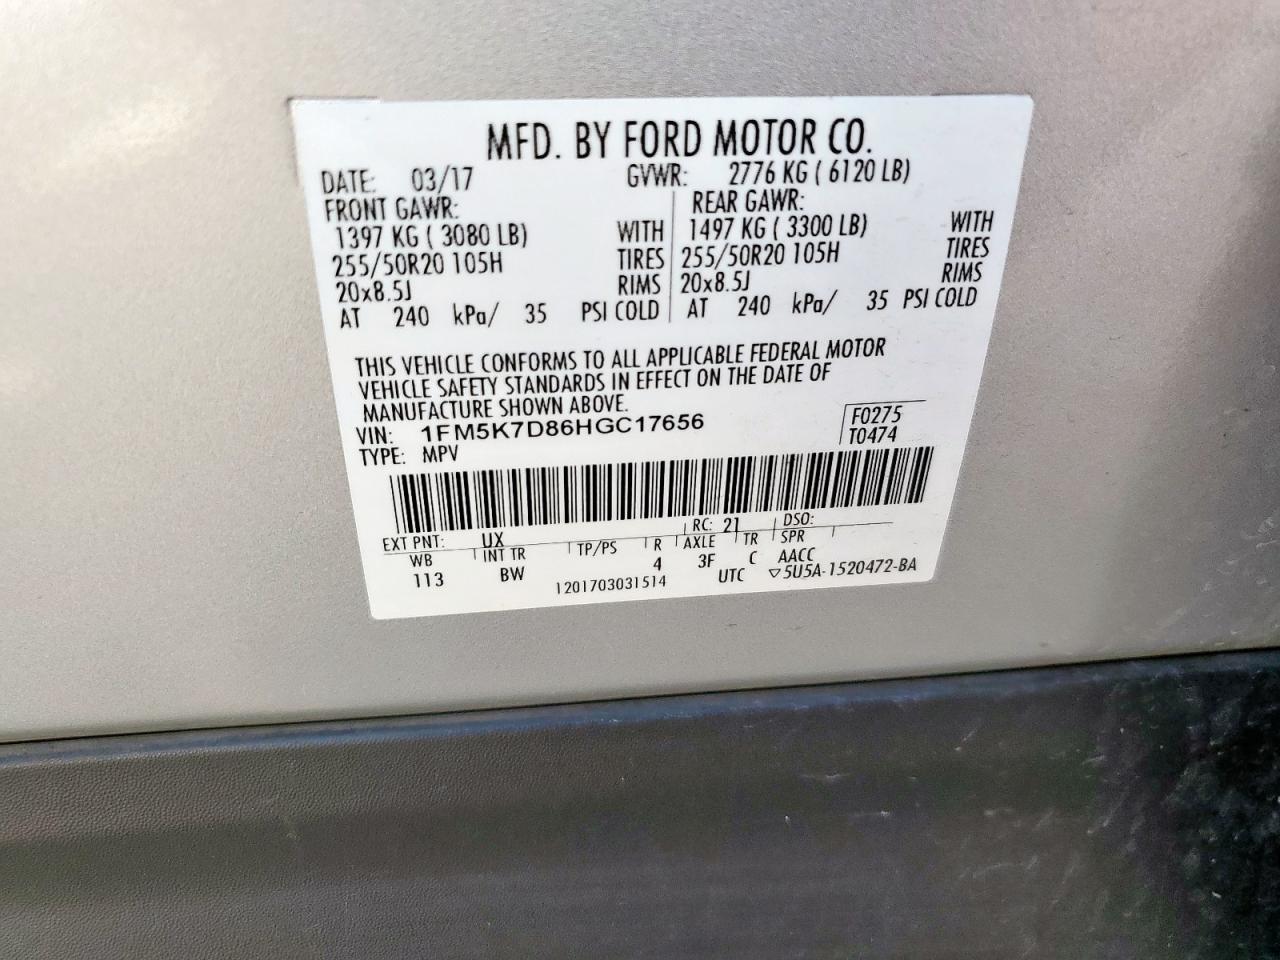 MFD. BY FORD MOTOR CO.
DATE: 03/17 GVWR: 2776 KG ( 6120 LB)
FRONT GAWR: REAR GAWR:
1397 KG ( 3080 LB) WITH 1497 KG ( 3300 LB) WITH
255/50R20 105H TIRES 255/50R20 105H TIRES
20x8.5J RIMS 20x8.5J RIMS
AT 240 kPa/ 35 PSI COLD AT 240 kPa/ 35 PSI COLD
THIS VEHICLE CONFORMS TO ALL APPLICABLE FEDERAL MOTOR
VEHICLE SAFETY STANDARDS IN EFFECT ON THE DATE OF
MANUFACTURE SHOWN ABOVE.
VIN: 1FM5K7D86HGC17656 F0275
TYPE: MPV T0474
EXT PNT: UX RC: 21 DSO:
WB INT TR TP/PS R AXLE TR SPR
113 BW 4 3F C AACC
1201703031514 UTC ▽5U5A-1520472-BA